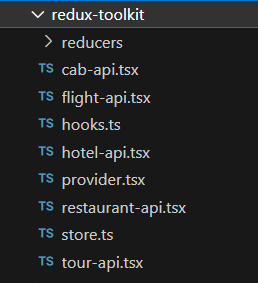 redux-toolkit
reducers
TS cab-api.tsx
TS flight-api.tsx
TS hooks.ts
TS hotel-api.tsx
TS provider.tsx
TS restaurant-api.tsx
TS store.ts
TS tour-api.tsx